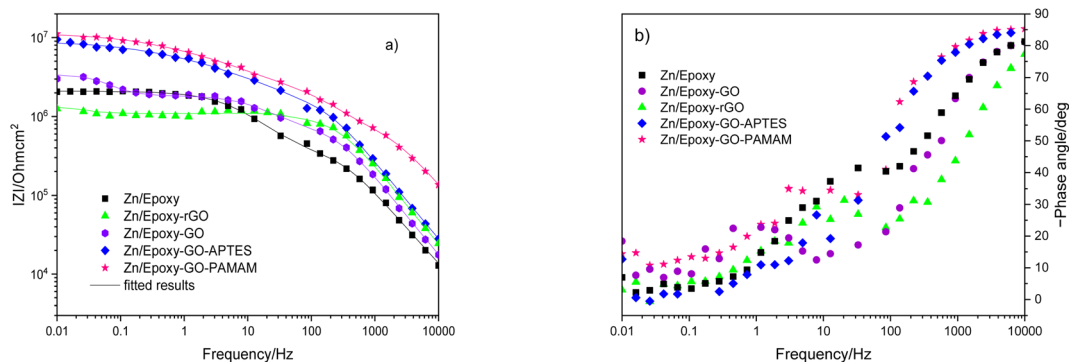 a)
|Z|/Ohmcm²
10⁷
10⁶
10⁵
10⁴
Zn/Epoxy
Zn/Epoxy-rGO
Zn/Epoxy-GO
Zn/Epoxy-GO-APTES
Zn/Epoxy-GO-PAMAM
fitted results
0.01 0.1 1 10 100 1000 10000
Frequency/Hz
b)
Zn/Epoxy
Zn/Epoxy-GO
Zn/Epoxy-rGO
Zn/Epoxy-GO-APTES
Zn/Epoxy-GO-PAMAM
90
80
70
60
50
40
30
20
10
0
−Phase angle/deg
0.01 0.1 1 10 100 1000 10000
Frequency/Hz